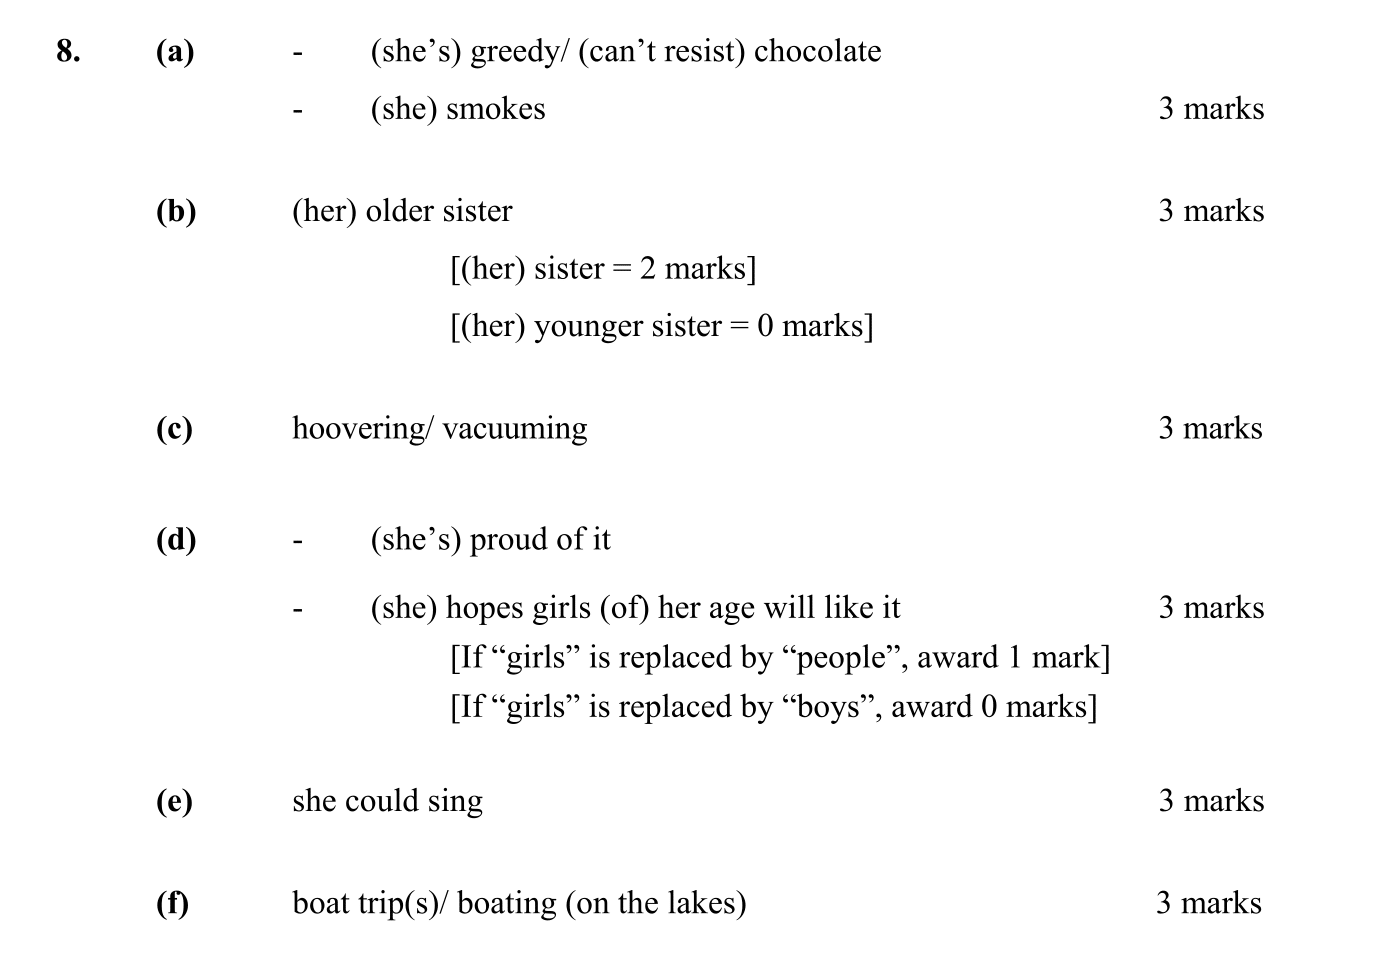 8. (a) - (she’s) greedy/ (can’t resist) chocolate
- (she) smokes 3 marks
(b) (her) older sister 3 marks
[(her) sister = 2 marks]
[(her) younger sister = 0 marks]
(c) hoovering/ vacuuming 3 marks
(d) - (she’s) proud of it
- (she) hopes girls (of) her age will like it 3 marks
[If “girls” is replaced by “people”, award 1 mark]
[If “girls” is replaced by “boys”, award 0 marks]
(e) she could sing 3 marks
(f) boat trip(s)/ boating (on the lakes) 3 marks